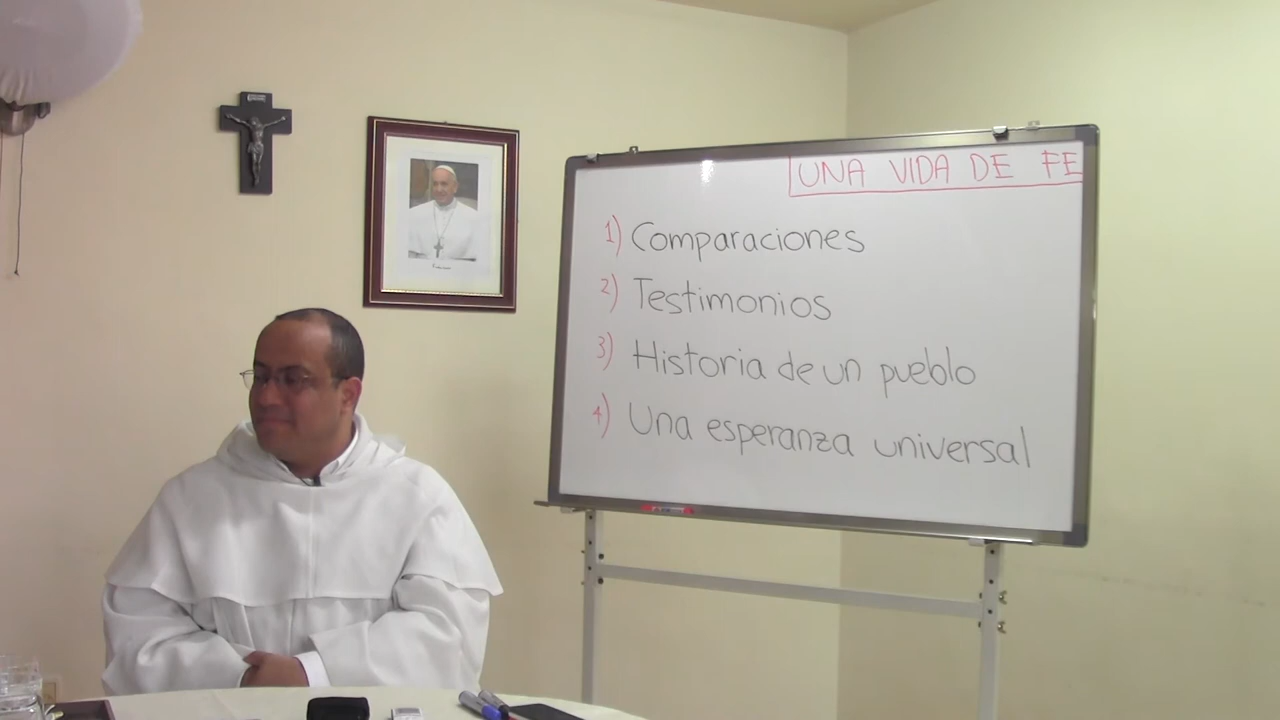 UNA VIDA DE FE
1) Comparaciones
2) Testimonios
3) Historia de un pueblo
4) Una esperanza universal